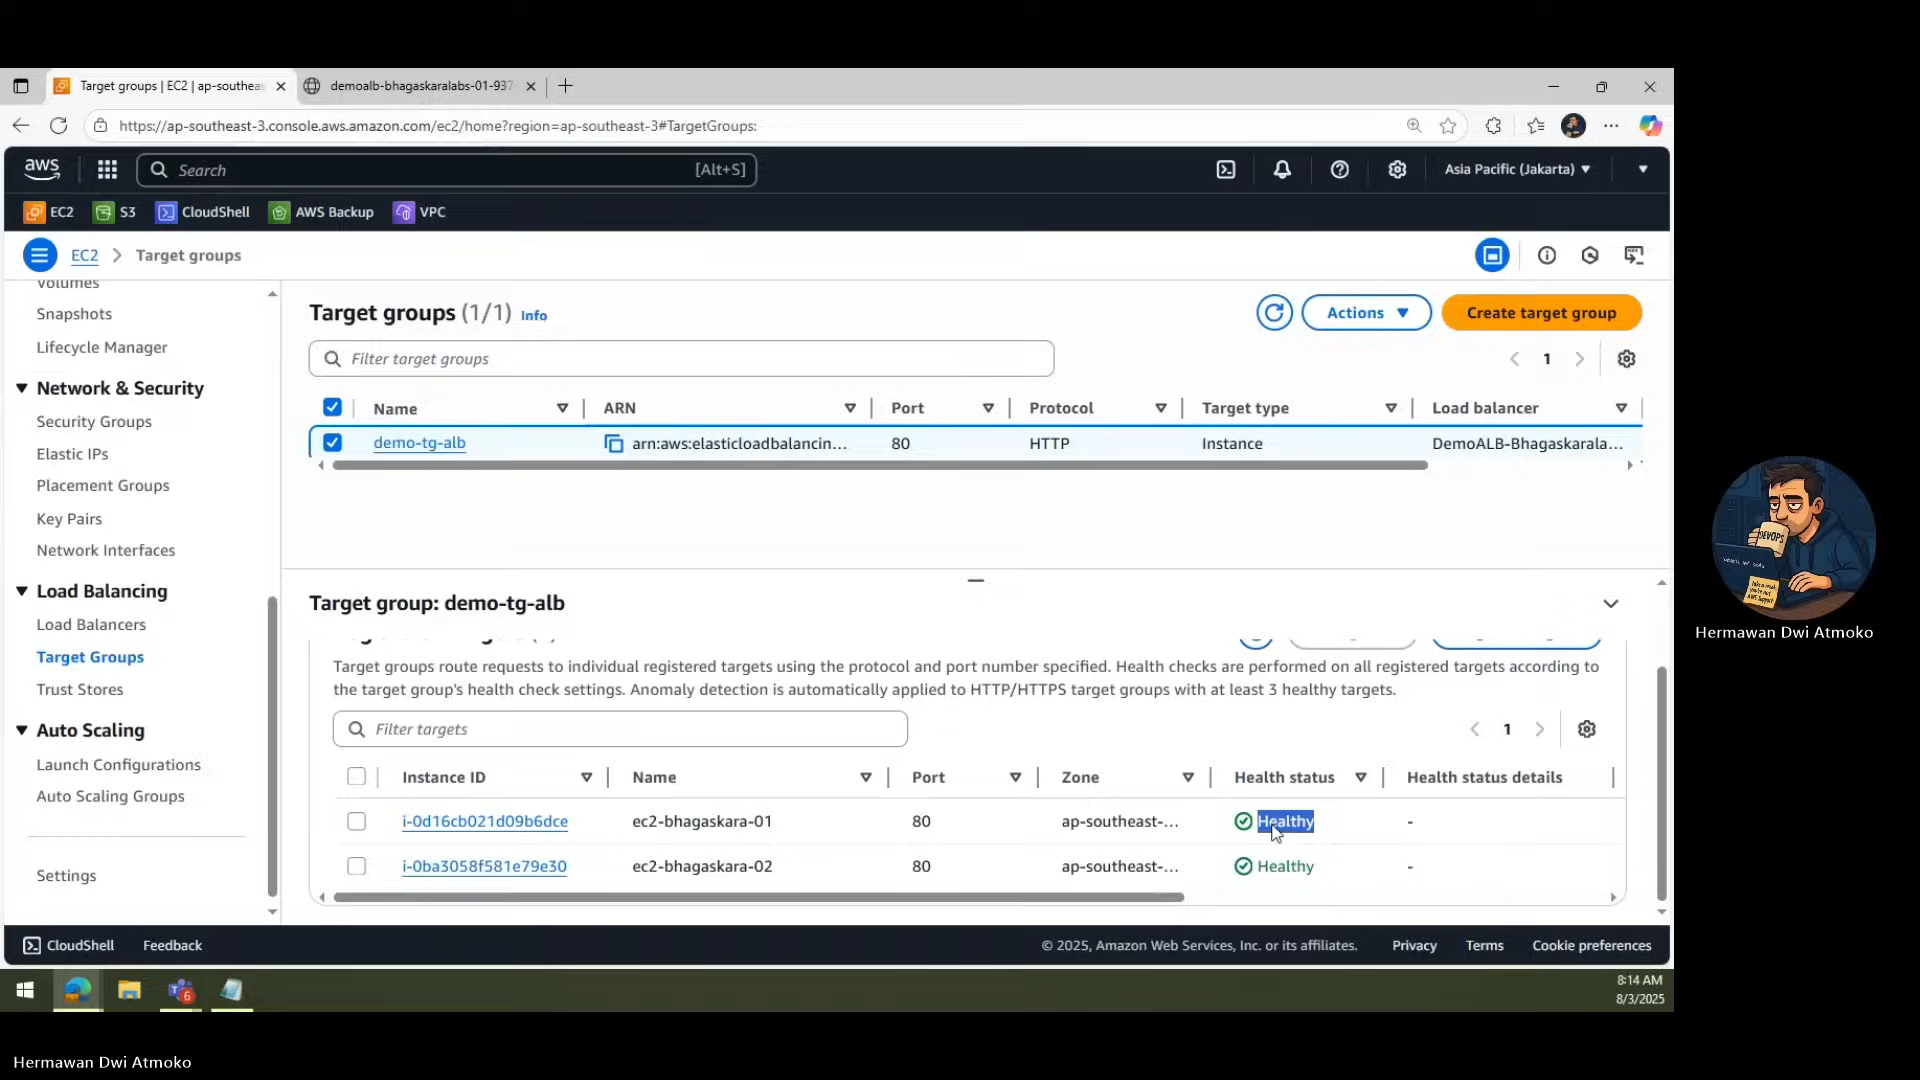 Target groups | EC2 | ap-southeas
demoalb-bhagaskaralabs-01-937
https://ap-southeast-3.console.aws.amazon.com/ec2/home?region=ap-southeast-3#TargetGroups:
aws
Search
[Alt+S]
Asia Pacific (Jakarta)
EC2
S3
CloudShell
AWS Backup
VPC
EC2
Target groups
Volumes
Snapshots
Lifecycle Manager
Network & Security
Security Groups
Elastic IPs
Placement Groups
Key Pairs
Network Interfaces
Load Balancing
Load Balancers
Target Groups
Trust Stores
Auto Scaling
Launch Configurations
Auto Scaling Groups
Settings
Target groups (1/1) Info
Actions
Create target group
Filter target groups
1
Name ARN Port Protocol Target type Load balancer
demo-tg-alb arn:aws:elasticloadbalancin... 80 HTTP Instance DemoALB-Bhagaskarala...
Target group: demo-tg-alb
Target groups route requests to individual registered targets using the protocol and port number specified. Health checks are performed on all registered targets according to
the target group's health check settings. Anomaly detection is automatically applied to HTTP/HTTPS target groups with at least 3 healthy targets.
Filter targets
1
Instance ID Name Port Zone Health status Health status details
i-0d16cb021d09b6dce ec2-bhagaskara-01 80 ap-southeast-... Healthy -
i-0ba3058f581e79e30 ec2-bhagaskara-02 80 ap-southeast-... Healthy -
CloudShell
Feedback
© 2025, Amazon Web Services, Inc. or its affiliates.
Privacy
Terms
Cookie preferences
6
8:14 AM
8/3/2025
DEVOPS
Hermawan Dwi Atmoko
Hermawan Dwi Atmoko